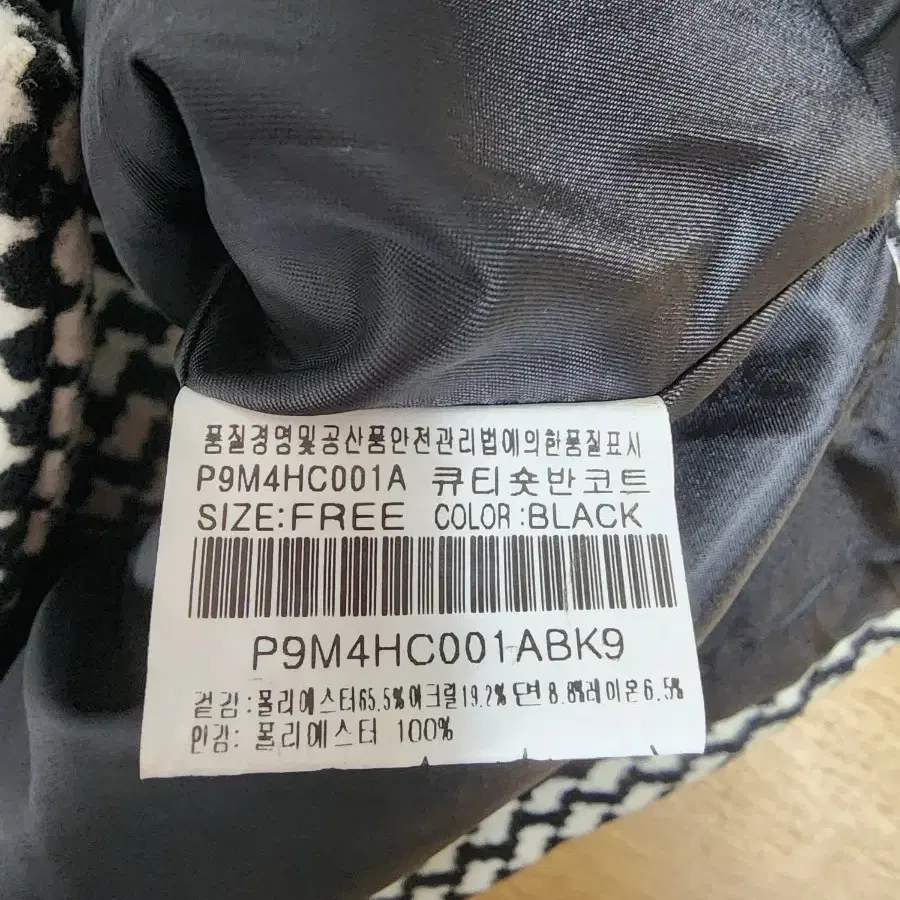 품질경영및공산품안전관리법에의한품질표시
P9M4HC001A 큐티숏반코트
SIZE:FREE COLOR:BLACK
P9M4HC001ABK9
겉감:폴리에스터65.5%아크릴19.2%면8.8%레이온6.5%
안감: 폴리에스터 100%